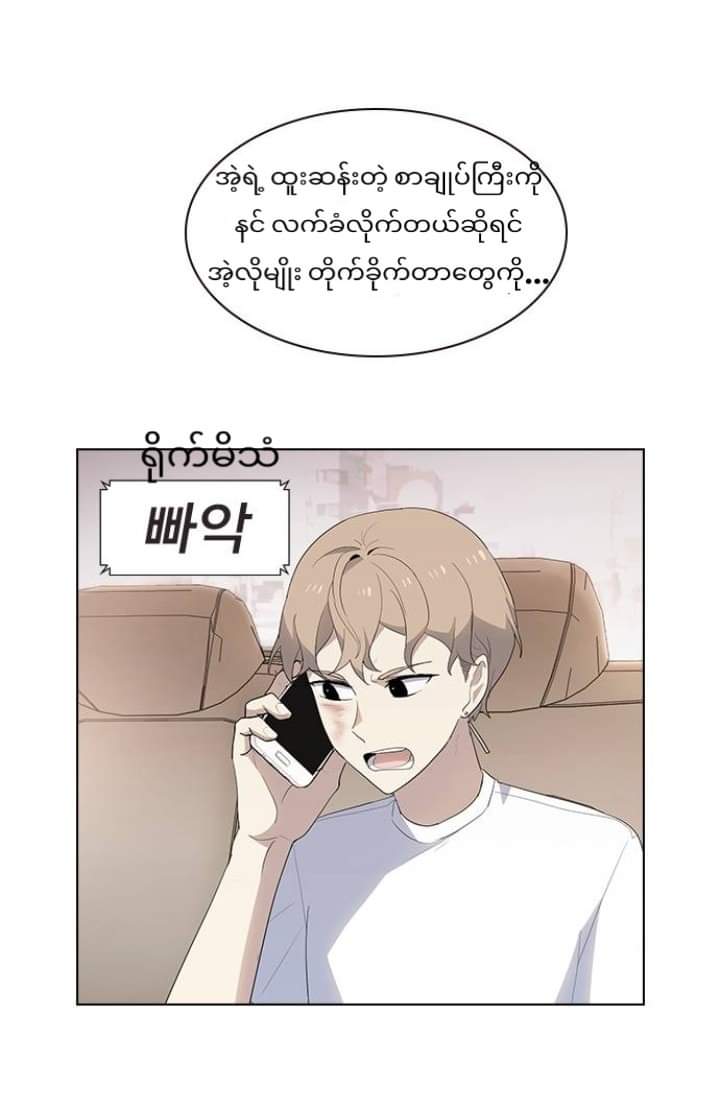 အဲ့ရဲ့ ထူးဆန်းတဲ့ စာချုပ်ကြီးကို
နင် လက်ခံလိုက်တယ်ဆိုရင်
အဲ့လိုမျိုး တိုက်ခိုက်တာတွေကို...
ရိုက်မိသံ
빠악